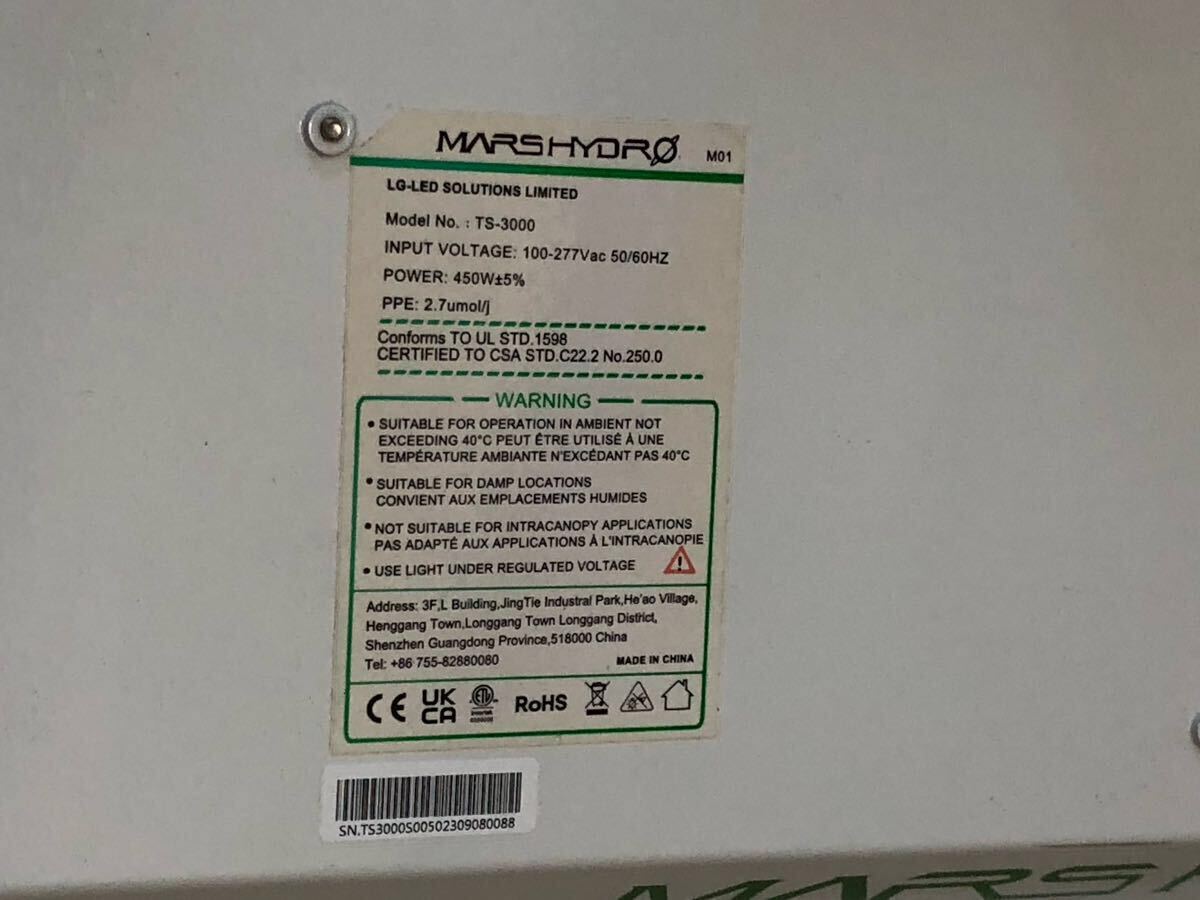 MARSHYDRO
M01
LG-LED SOLUTIONS LIMITED
Model No. : TS-3000
INPUT VOLTAGE: 100-277Vac 50/60HZ
POWER: 450W±5%
PPE: 2.7umol/j
Conforms TO UL STD.1598
CERTIFIED TO CSA STD.C22.2 No.250.0
WARNING
• SUITABLE FOR OPERATION IN AMBIENT NOT
EXCEEDING 40°C PEUT ÊTRE UTILISÉ À UNE
TEMPÉRATURE AMBIANTE N'EXCÉDANT PAS 40°C
• SUITABLE FOR DAMP LOCATIONS
CONVIENT AUX EMPLACEMENTS HUMIDES
• NOT SUITABLE FOR INTRACANOPY APPLICATIONS
PAS ADAPTÉ AUX APPLICATIONS À L'INTRACANOPIE
• USE LIGHT UNDER REGULATED VOLTAGE
Address: 3F,L Building,JingTie Industral Park,He'ao Village,
Henggang Town,Longgang Town Longgang District,
Shenzhen Guangdong Province,518000 China
Tel: +86 755-82880080
MADE IN CHINA
CE
UK
CA
ETL
Intertek
RoHS
SN.TS3000S00502309080088
MARS